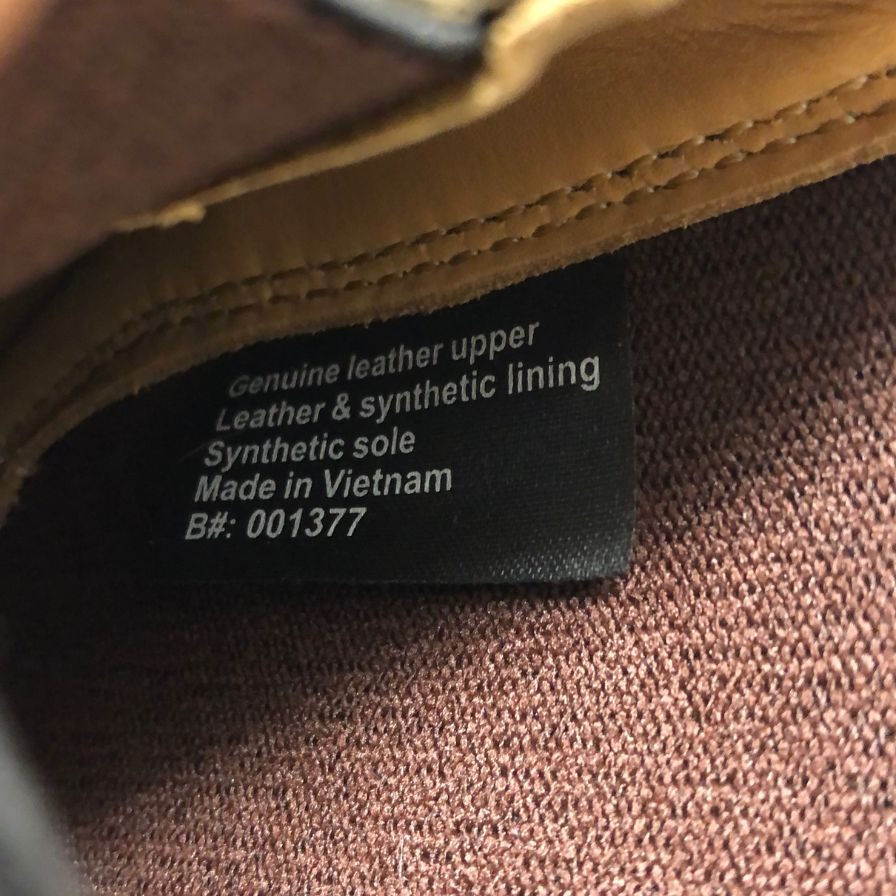 Genuine leather upper
Leather & synthetic lining
Synthetic sole
Made in Vietnam
B#: 001377